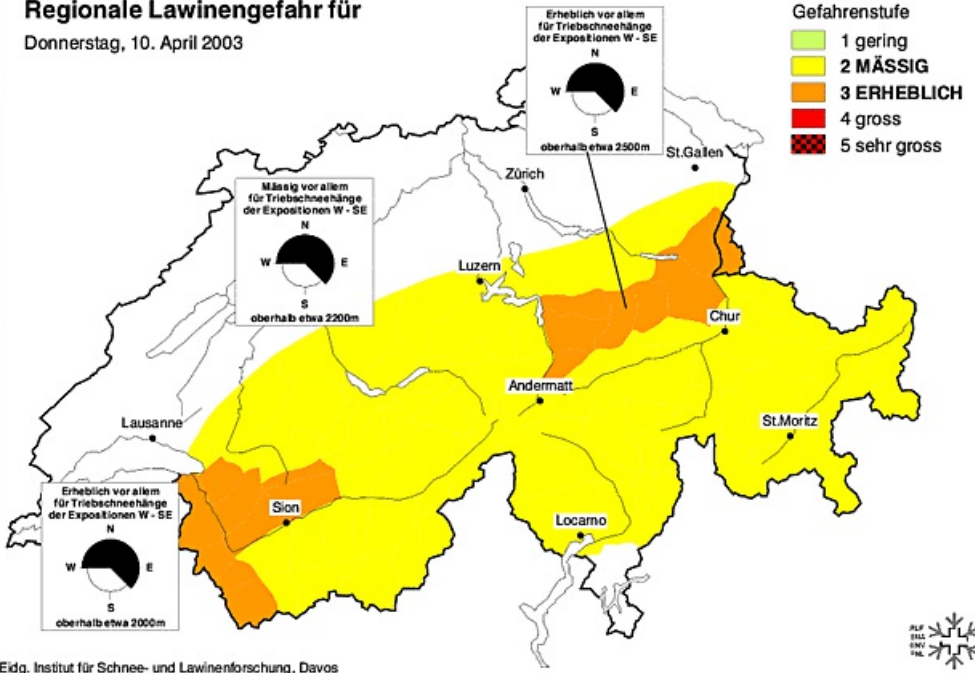 Regionale Lawinengefahr für
Donnerstag, 10. April 2003
Erheblich vor allem
für Triebschneehänge
der Expositionen W - SE
N
W
E
S
oberhalb etwa 2500m
Gefahrenstufe
1 gering
2 MÄSSIG
3 ERHEBLICH
4 gross
5 sehr gross
St.Gallen
Zürich
Mässig vor allem
für Triebschneehänge
der Expositionen W - SE
N
W
E
S
oberhalb etwa 2200m
Luzern
Chur
Andermatt
Lausanne
St.Moritz
Erheblich vor allem
für Triebschneehänge
der Expositionen W - SE
N
W
E
S
oberhalb etwa 2000m
Sion
Locarno
Eidg. Institut für Schnee- und Lawinenforschung, Davos